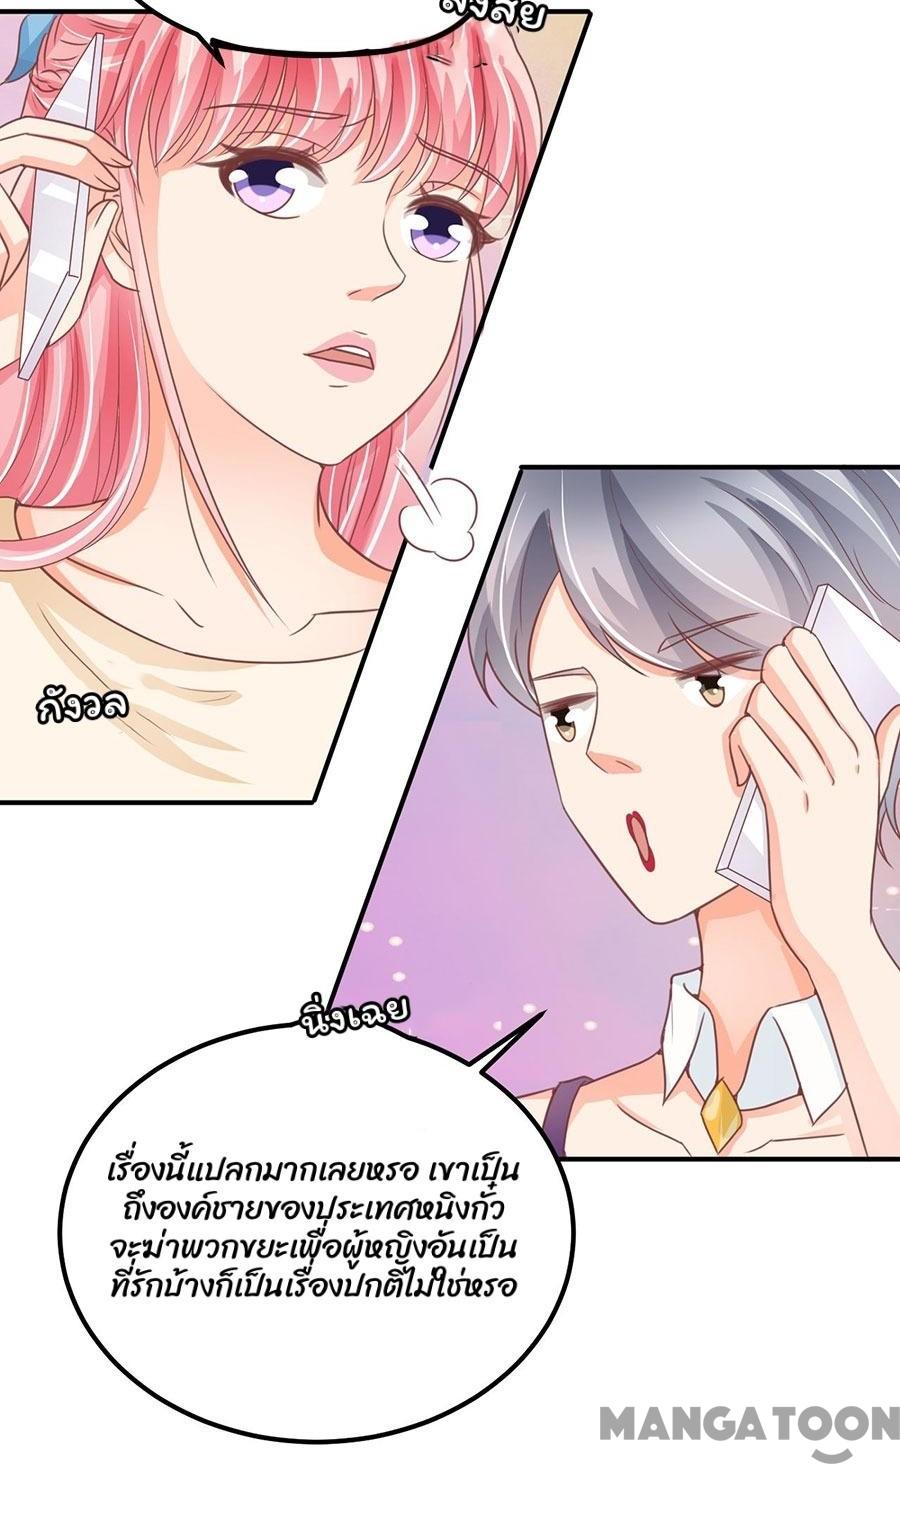 สงสัย
กังวล
นิ่งเฉย
เรื่องนี้แปลกมากเลยหรอ เขาเป็น
ถึงองค์ชายของประเทศหนิงกั๋ว
จะฆ่าพวกขยะเพื่อผู้หญิงอันเป็น
ที่รักบ้างก็เป็นเรื่องปกติไม่ใช่หรอ
MANGATOON